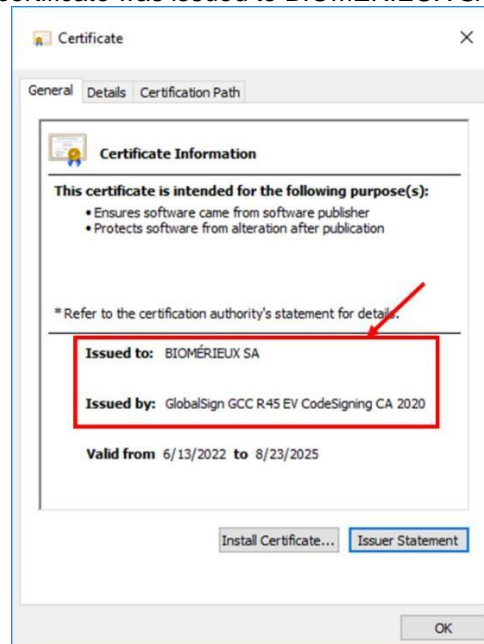 Certificate
General Details Certification Path
Certificate Information
This certificate is intended for the following purpose(s):
• Ensures software came from software publisher
• Protects software from alteration after publication
* Refer to the certification authority's statement for details.
Issued to: BIOMÉRIEUX SA
Issued by: GlobalSign GCC R45 EV CodeSigning CA 2020
Valid from 6/13/2022 to 8/23/2025
Install Certificate... Issuer Statement
OK